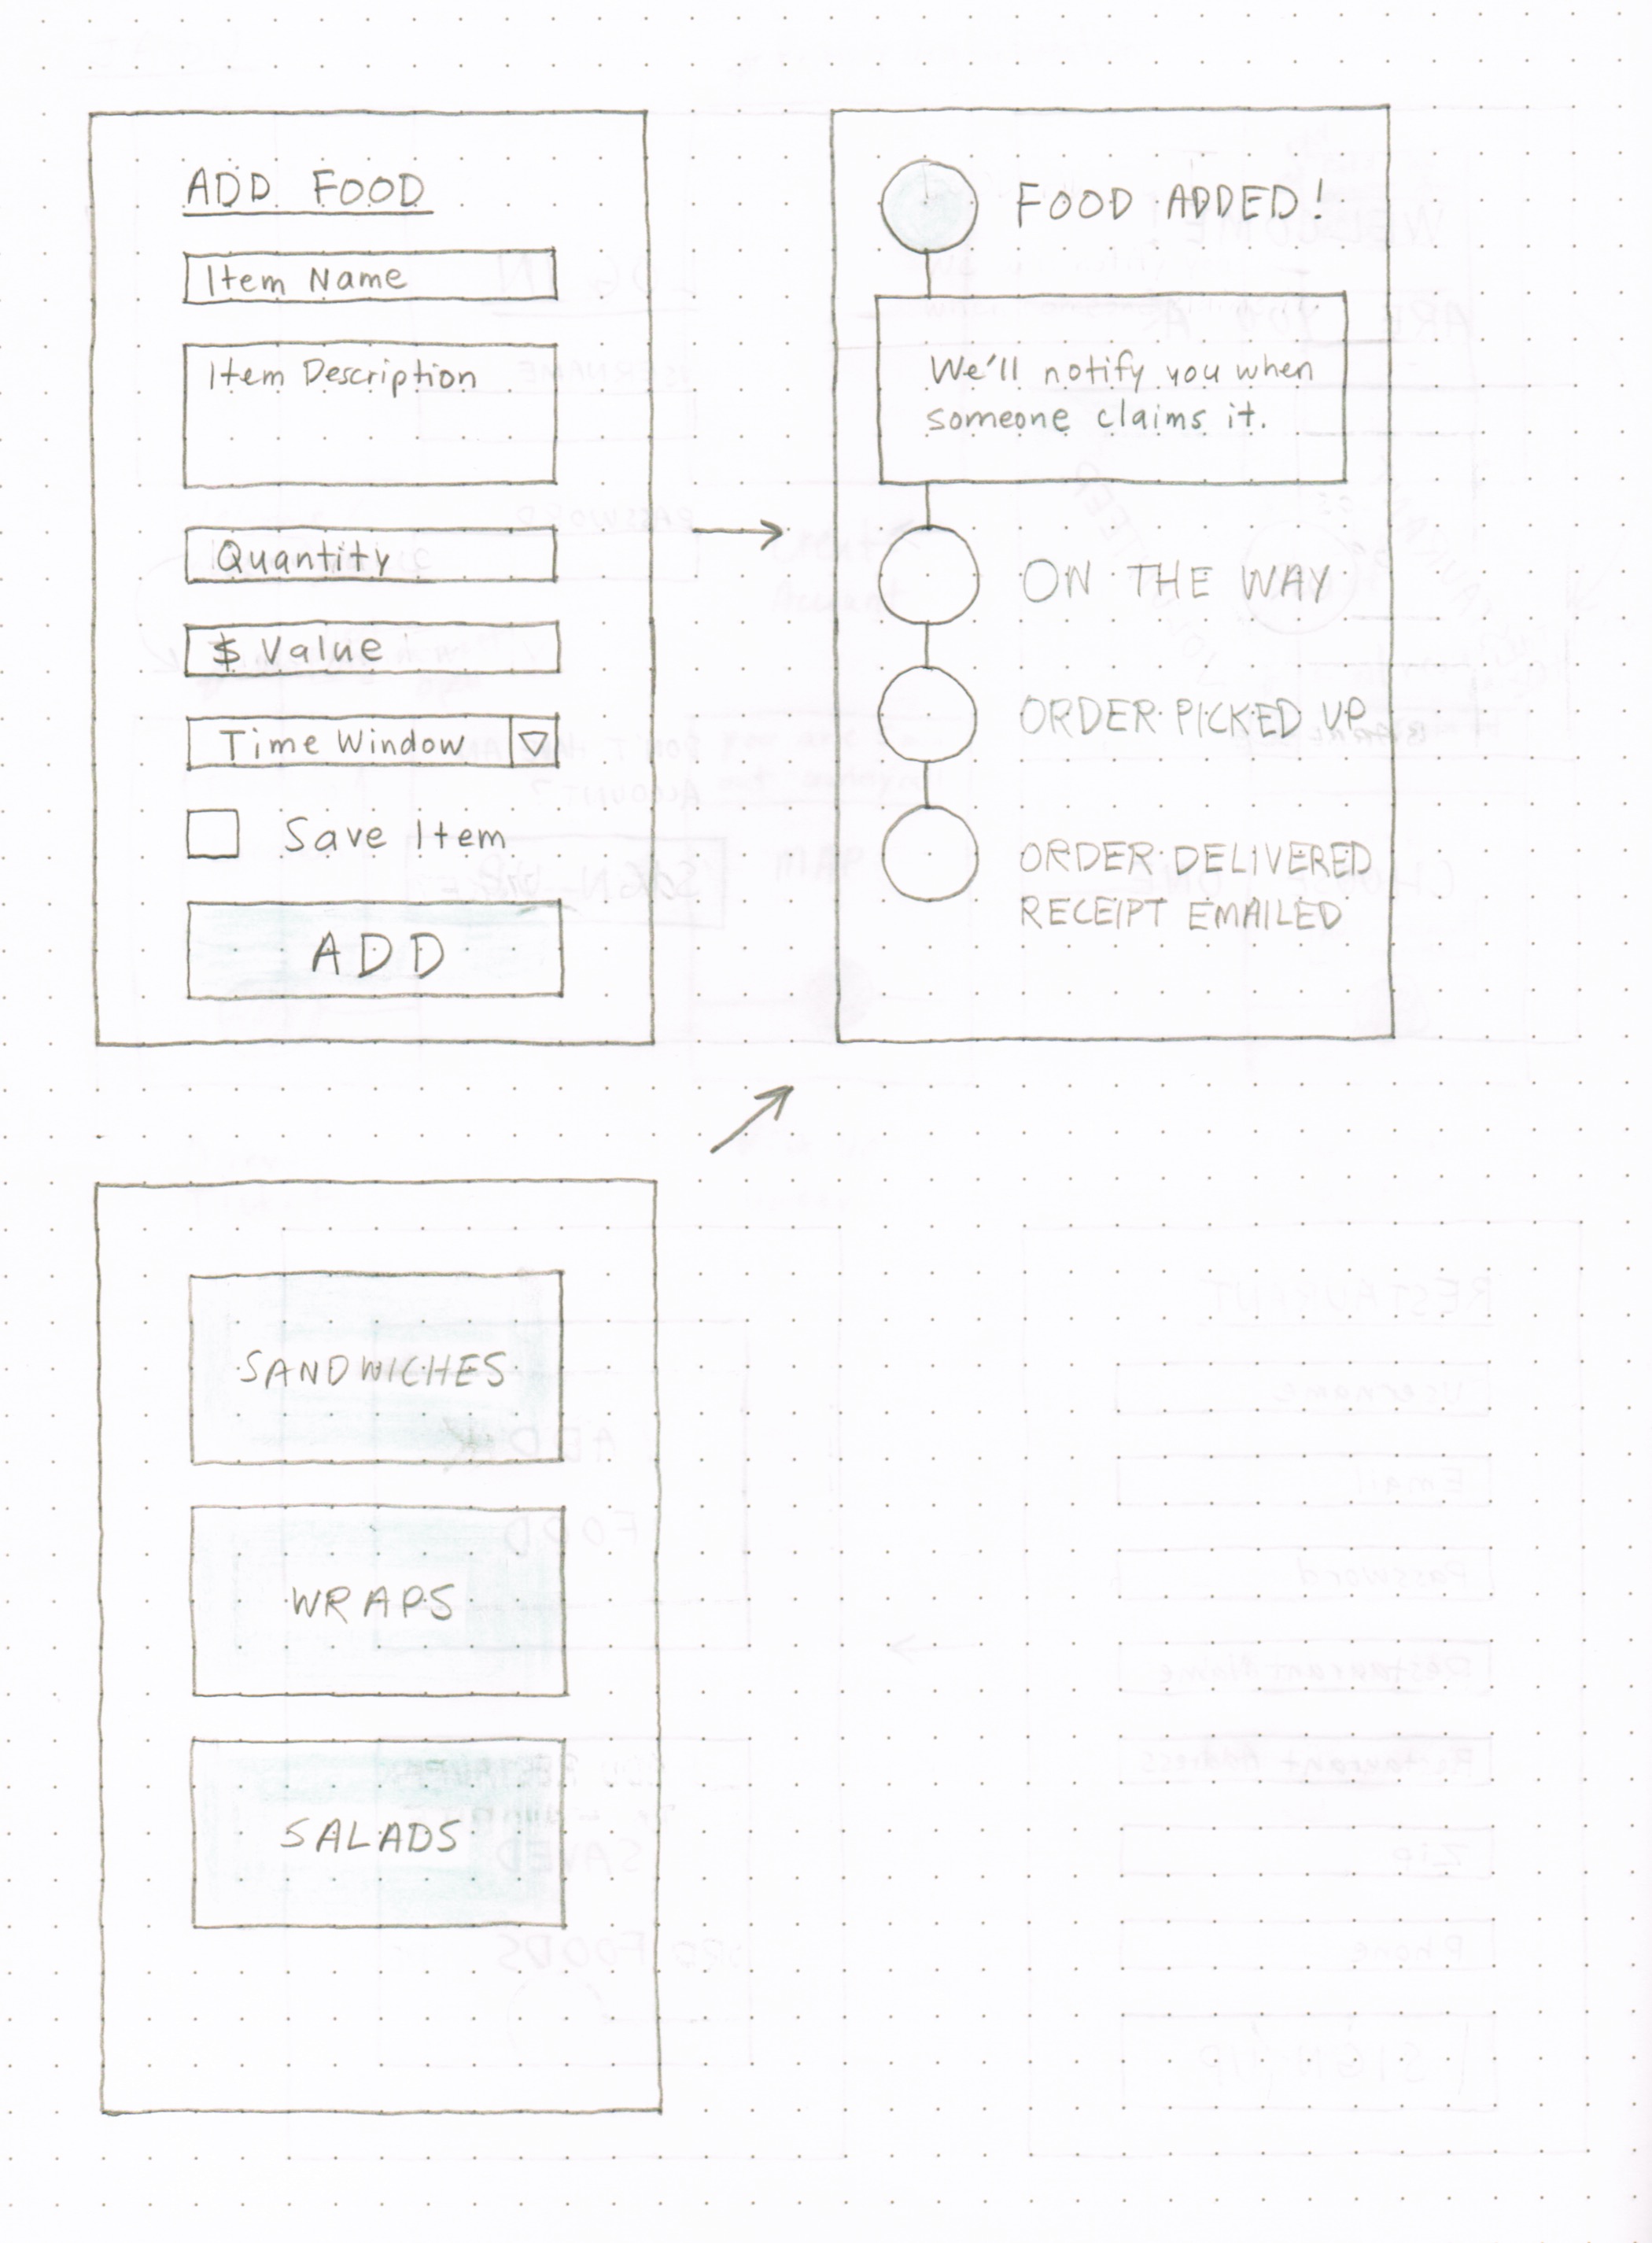 ADD FOOD
Item Name
Item Description
Quantity
$ Value
Time Window
Save Item
ADD
FOOD ADDED!
We'll notify you when
someone claims it.
ON THE WAY
ORDER PICKED UP
ORDER DELIVERED
RECEIPT EMAILED
SANDWICHES
WRAPS
SALADS